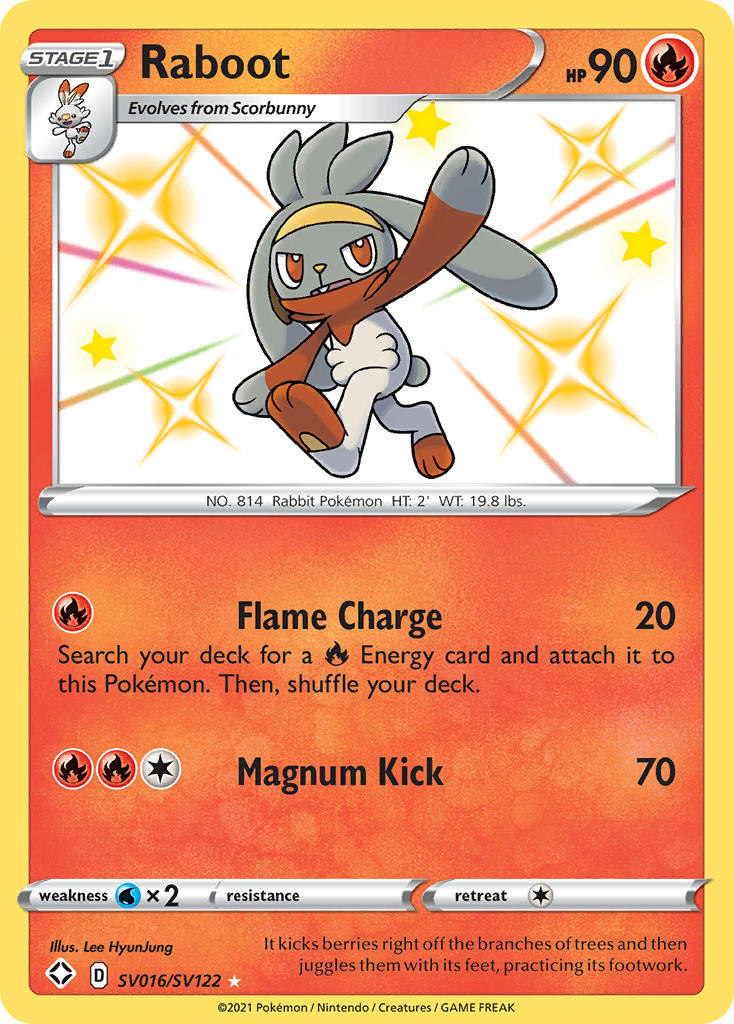 STAGE1
Raboot
HP90
Evolves from Scorbunny
NO. 814 Rabbit Pokémon HT: 2' WT: 19.8 lbs.
Flame Charge 20
Search your deck for a Energy card and attach it to
this Pokémon. Then, shuffle your deck.
Magnum Kick 70
weakness ×2 resistance retreat
Illus. Lee HyunJung
It kicks berries right off the branches of trees and then
juggles them with its feet, practicing its footwork.
D SV016/SV122 ★
©2021 Pokémon / Nintendo / Creatures / GAME FREAK